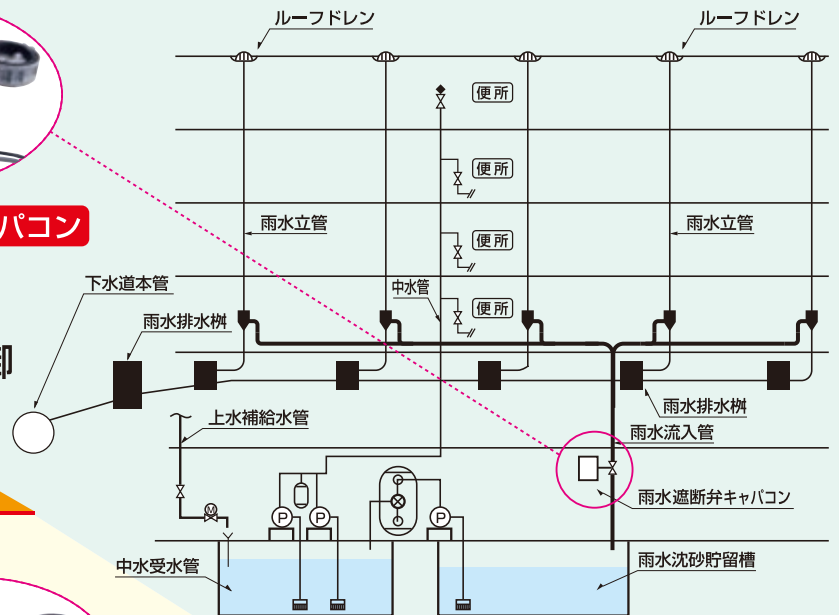 ルーフドレン
ルーフドレン
便所
便所
雨水立管
雨水立管
パコン
便所
下水道本管
中水管
便所
雨水排水桝
雨水排水桝
上水補給水管
雨水流入管
雨水遮断弁キャパコン
M
P
P
P
中水受水管
雨水沈砂貯留槽